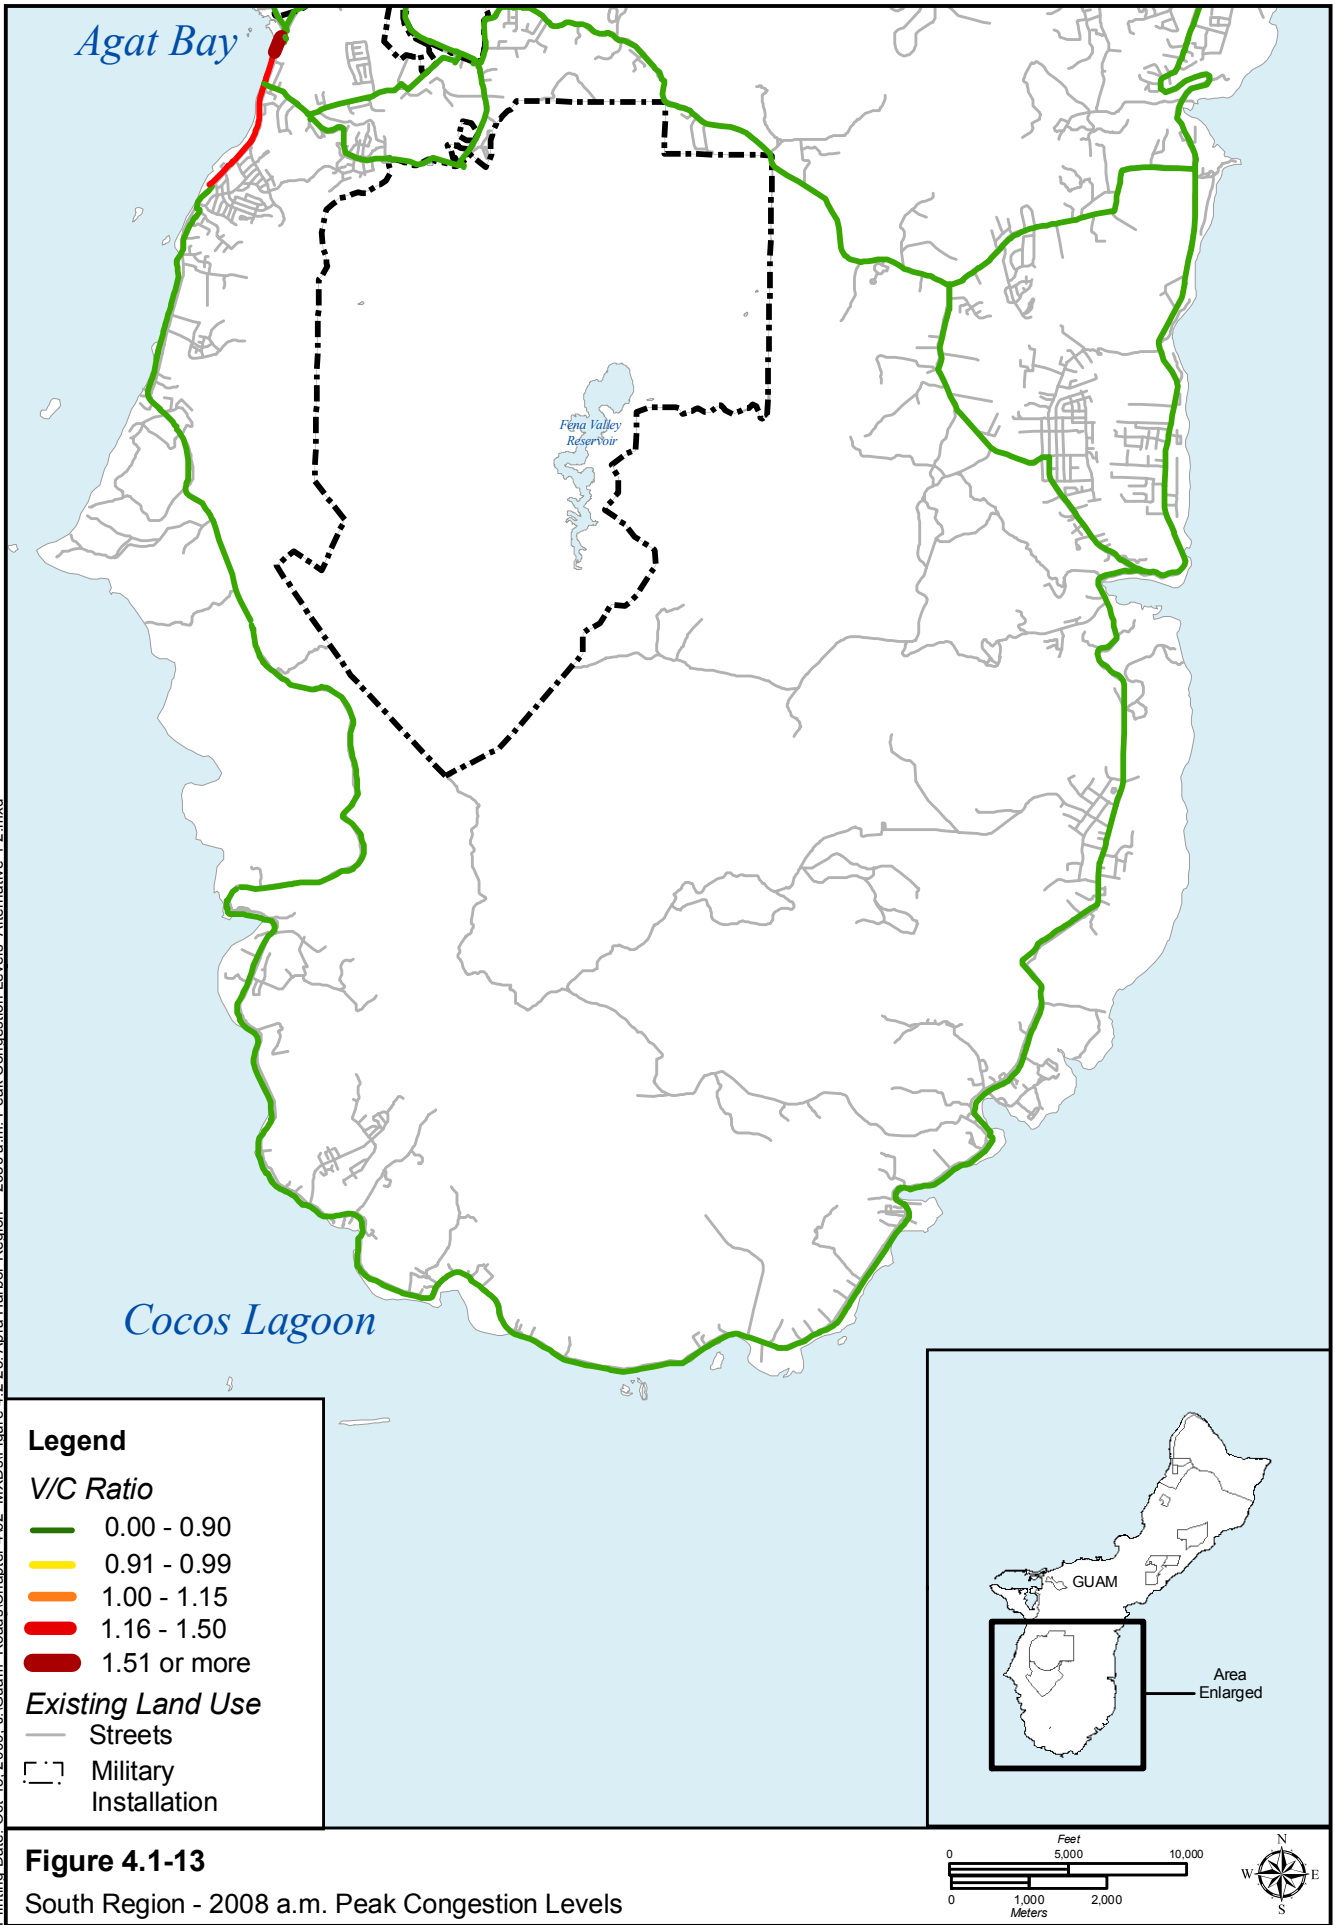 Agat Bay
Fena Valley
Reservoir
Cocos Lagoon
Legend
V/C Ratio
0.00 - 0.90
0.91 - 0.99
1.00 - 1.15
1.16 - 1.50
1.51 or more
Existing Land Use
Streets
Military
Installation
GUAM
Area
Enlarged
Figure 4.1-13
South Region - 2008 a.m. Peak Congestion Levels
Feet
0 5,000 10,000
0 1,000 2,000
Meters
N
W E
S